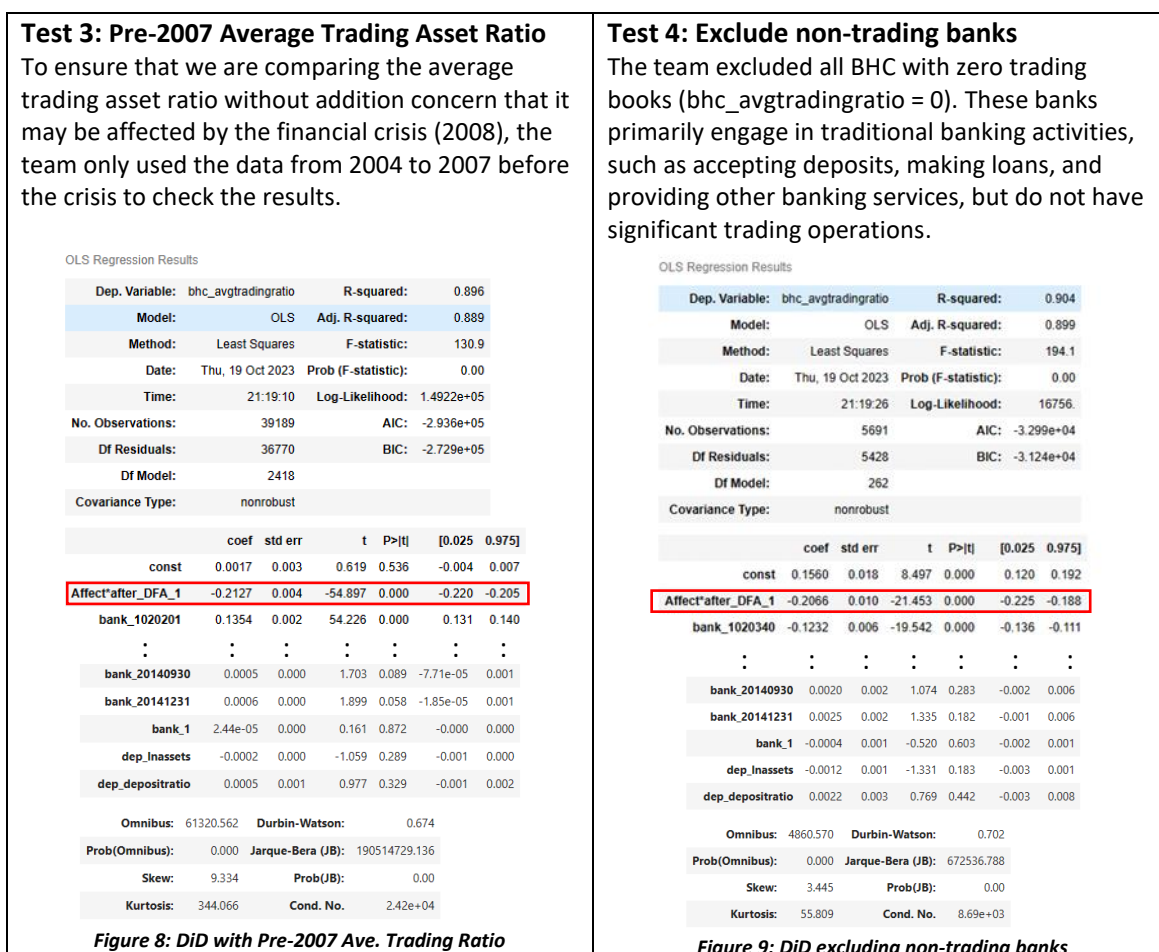 Test 3: Pre-2007 Average Trading Asset Ratio
To ensure that we are comparing the average
trading asset ratio without addition concern that it
may be affected by the financial crisis (2008), the
team only used the data from 2004 to 2007 before
the crisis to check the results.
OLS Regression Results
Dep. Variable: bhc_avgtradingratio R-squared: 0.896
Model: OLS Adj. R-squared: 0.889
Method: Least Squares F-statistic: 130.9
Date: Thu, 19 Oct 2023 Prob (F-statistic): 0.00
Time: 21:19:10 Log-Likelihood: 1.4922e+05
No. Observations: 39189 AIC: -2.936e+05
Df Residuals: 36770 BIC: -2.729e+05
Df Model: 2418
Covariance Type: nonrobust
coef std err t P>|t| [0.025 0.975]
const 0.0017 0.003 0.619 0.536 -0.004 0.007
Affect*after_DFA_1 -0.2127 0.004 -54.897 0.000 -0.220 -0.205
bank_1020201 0.1354 0.002 54.226 0.000 0.131 0.140
: : : : : : :
bank_20140930 0.0005 0.000 1.703 0.089 -7.71e-05 0.001
bank_20141231 0.0006 0.000 1.899 0.058 -1.85e-05 0.001
bank_1 2.44e-05 0.000 0.161 0.872 -0.000 0.000
dep_lnassets -0.0002 0.000 -1.059 0.289 -0.001 0.000
dep_depositratio 0.0005 0.001 0.977 0.329 -0.001 0.002
Omnibus: 61320.562 Durbin-Watson: 0.674
Prob(Omnibus): 0.000 Jarque-Bera (JB): 190514729.136
Skew: 9.334 Prob(JB): 0.00
Kurtosis: 344.066 Cond. No. 2.42e+04
Figure 8: DiD with Pre-2007 Ave. Trading Ratio
Test 4: Exclude non-trading banks
The team excluded all BHC with zero trading
books (bhc_avgtradingratio = 0). These banks
primarily engage in traditional banking activities,
such as accepting deposits, making loans, and
providing other banking services, but do not have
significant trading operations.
OLS Regression Results
Dep. Variable: bhc_avgtradingratio R-squared: 0.904
Model: OLS Adj. R-squared: 0.899
Method: Least Squares F-statistic: 194.1
Date: Thu, 19 Oct 2023 Prob (F-statistic): 0.00
Time: 21:19:26 Log-Likelihood: 16756.
No. Observations: 5691 AIC: -3.299e+04
Df Residuals: 5428 BIC: -3.124e+04
Df Model: 262
Covariance Type: nonrobust
coef std err t P>|t| [0.025 0.975]
const 0.1560 0.018 8.497 0.000 0.120 0.192
Affect*after_DFA_1 -0.2066 0.010 -21.453 0.000 -0.225 -0.188
bank_1020340 -0.1232 0.006 -19.542 0.000 -0.136 -0.111
: : : : : : :
bank_20140930 0.0020 0.002 1.074 0.283 -0.002 0.006
bank_20141231 0.0025 0.002 1.335 0.182 -0.001 0.006
bank_1 -0.0004 0.001 -0.520 0.603 -0.002 0.001
dep_lnassets -0.0012 0.001 -1.331 0.183 -0.003 0.001
dep_depositratio 0.0022 0.003 0.769 0.442 -0.003 0.008
Omnibus: 4860.570 Durbin-Watson: 0.702
Prob(Omnibus): 0.000 Jarque-Bera (JB): 672536.788
Skew: 3.445 Prob(JB): 0.00
Kurtosis: 55.809 Cond. No. 8.69e+03
Figure 9: DiD excluding non-trading banks